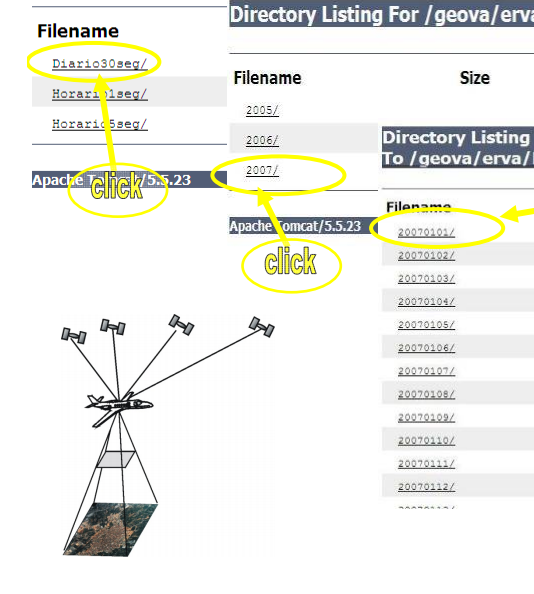 Filename
Diario30seg/
Horario1seg/
Horario5seg/
Apache Tomcat/5.5.23
click
Directory Listing For /geova/erva
Filename Size
2005/
2006/
2007/
Apache Tomcat/5.5.23
click
Directory Listing
To /geova/erva/
Filename
20070101/
20070102/
20070103/
20070104/
20070105/
20070106/
20070107/
20070108/
20070109/
20070110/
20070111/
20070112/